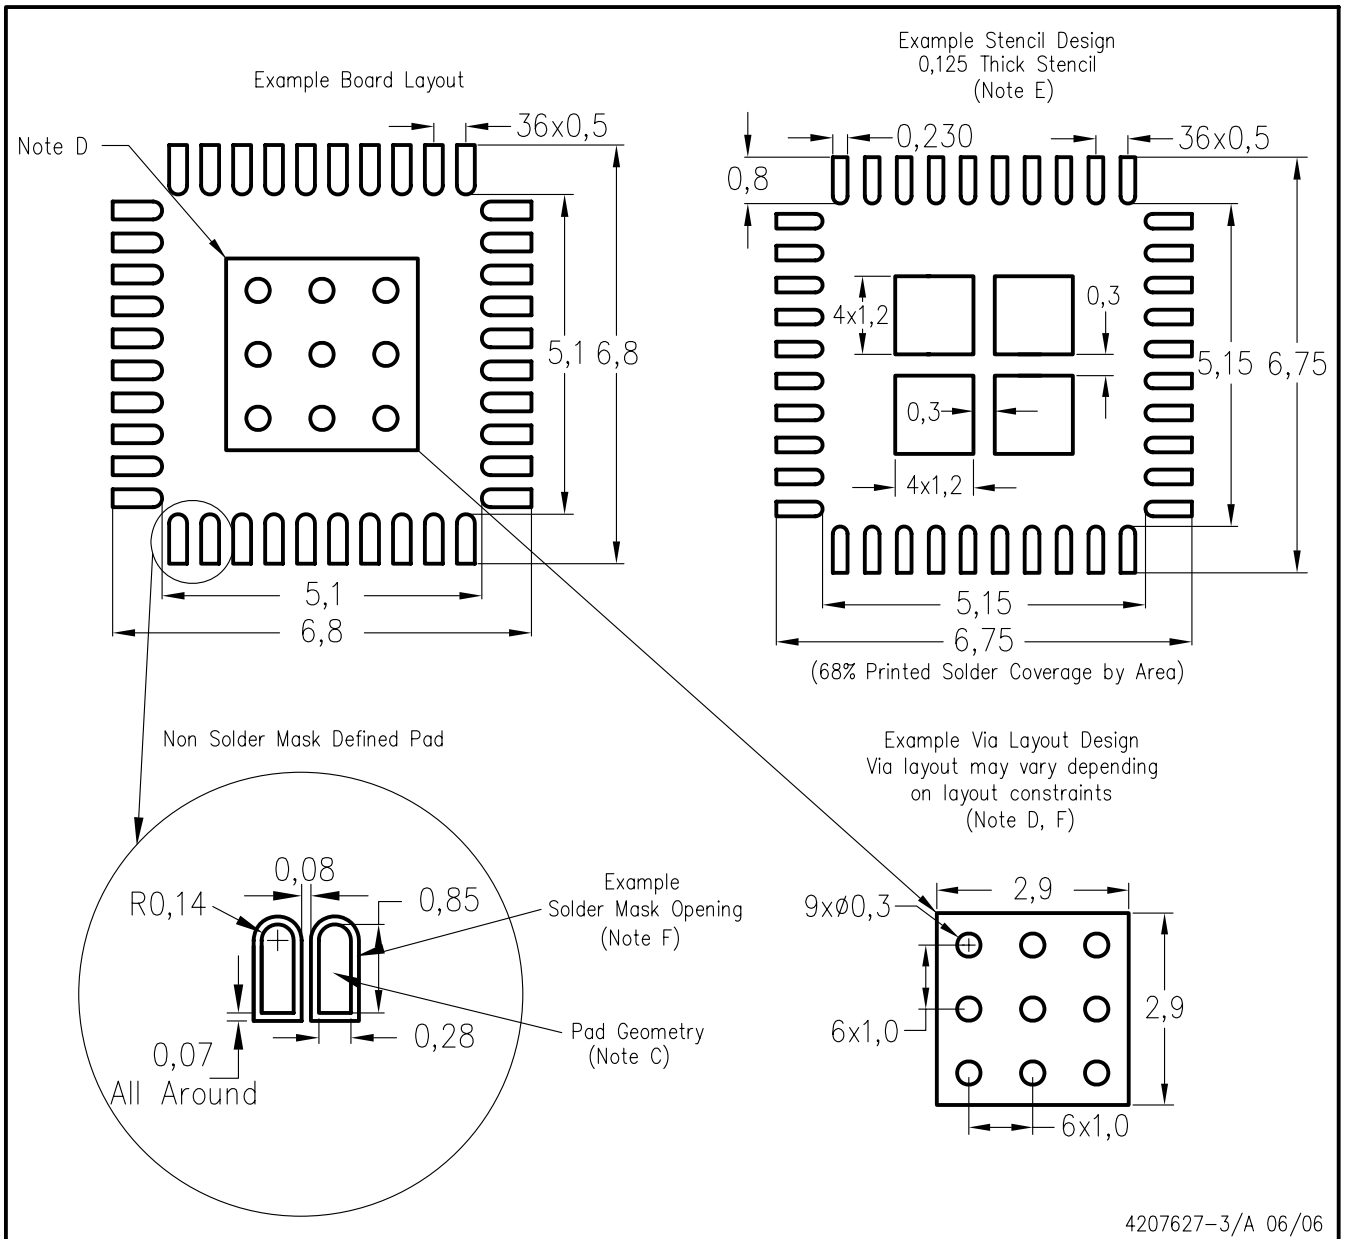 Example Board Layout
Note D
36x0,5
5,1
6,8
5,1
6,8
Example Stencil Design
0,125 Thick Stencil
(Note E)
0,230
36x0,5
0,8
4x1,2
0,3
0,3
4x1,2
5,15
6,75
5,15
6,75
(68% Printed Solder Coverage by Area)
Non Solder Mask Defined Pad
0,08
R0,14
0,85
Example
Solder Mask Opening
(Note F)
0,28
Pad Geometry
(Note C)
0,07
All Around
Example Via Layout Design
Via layout may vary depending
on layout constraints
(Note D, F)
2,9
9xø0,3
6x1,0
2,9
6x1,0
4207627-3/A 06/06